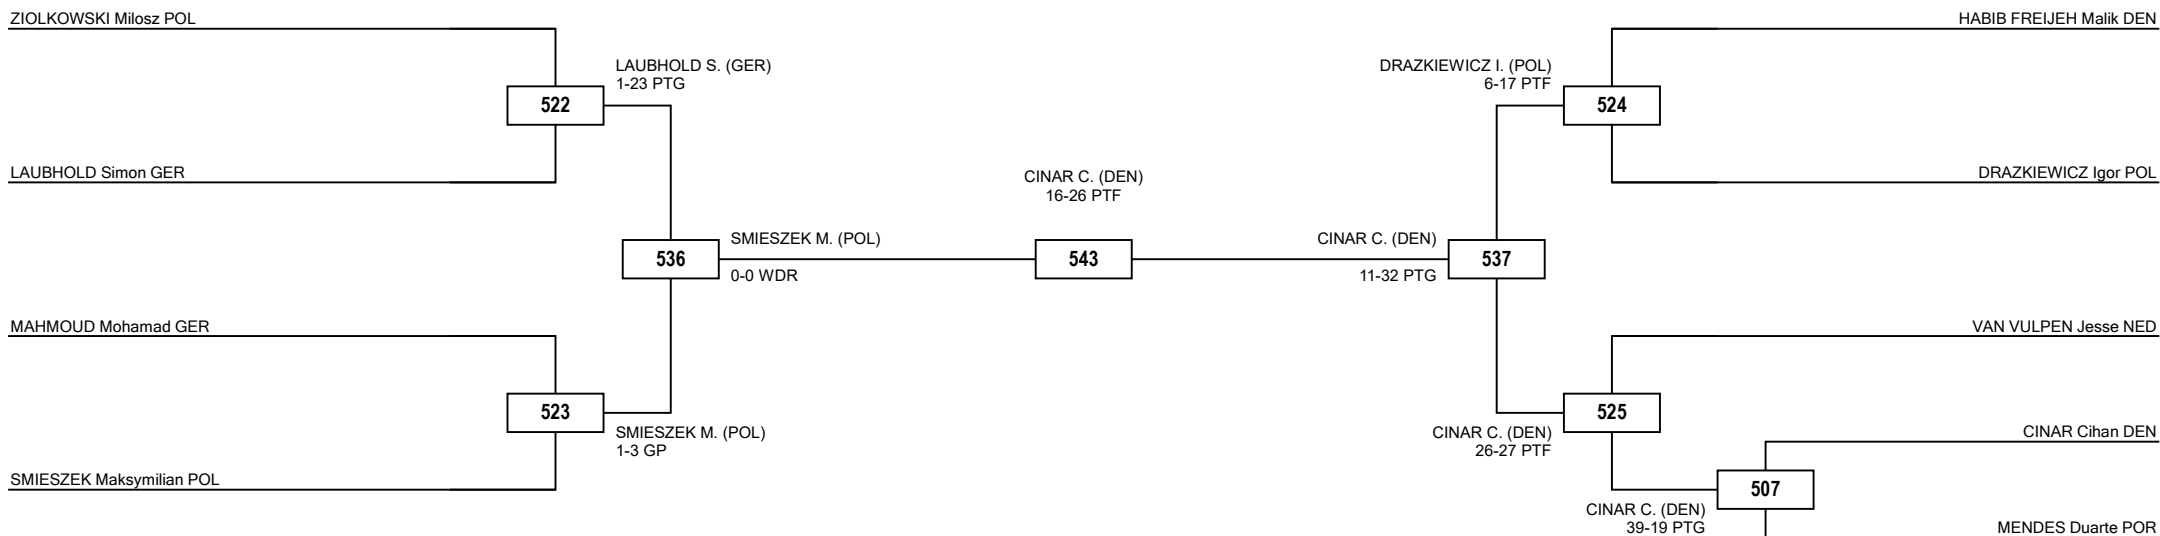 ZIOLKOWSKI Milosz POL
HABIB FREIJEH Malik DEN
LAUBHOLD S. (GER)
1-23 PTG
DRAZKIEWICZ I. (POL)
6-17 PTF
522
524
LAUBHOLD Simon GER
DRAZKIEWICZ Igor POL
CINAR C. (DEN)
16-26 PTF
SMIESZEK M. (POL)
CINAR C. (DEN)
536
543
537
0-0 WDR
11-32 PTG
MAHMOUD Mohamad GER
VAN VULPEN Jesse NED
523
525
SMIESZEK M. (POL)
1-3 GP
CINAR C. (DEN)
26-27 PTF
CINAR Cihan DEN
SMIESZEK Maksymilian POL
507
CINAR C. (DEN)
39-19 PTG
MENDES Duarte POR